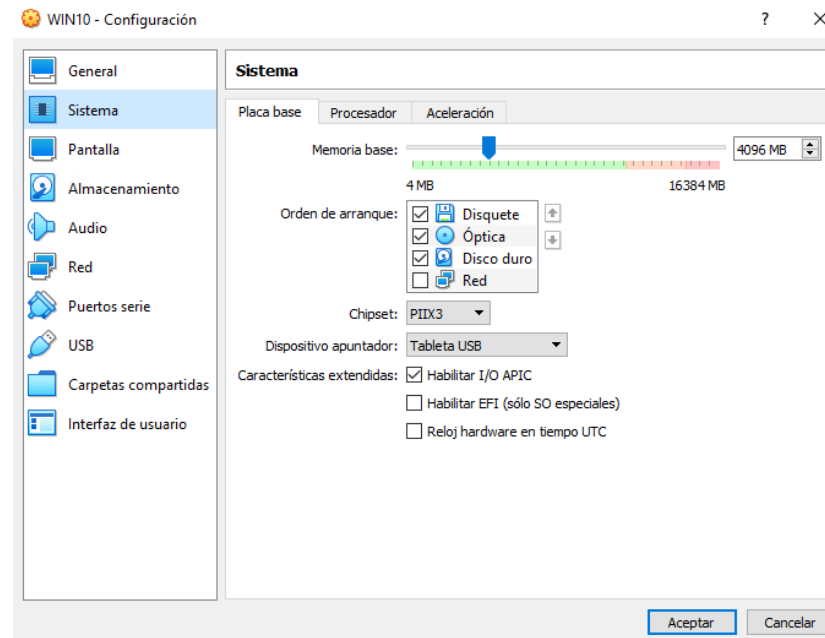 WIN10 - Configuración
?
General
Sistema
Pantalla
Almacenamiento
Audio
Red
Puertos serie
USB
Carpetas compartidas
Interfaz de usuario
Sistema
Placa base Procesador Aceleración
Memoria base: 4096 MB
4 MB 16384 MB
Orden de arranque: Disquete
Óptica
Disco duro
Red
Chipset: PIIX3
Dispositivo apuntador: Tableta USB
Características extendidas: Habilitar I/O APIC
Habilitar EFI (sólo SO especiales)
Reloj hardware en tiempo UTC
Aceptar Cancelar